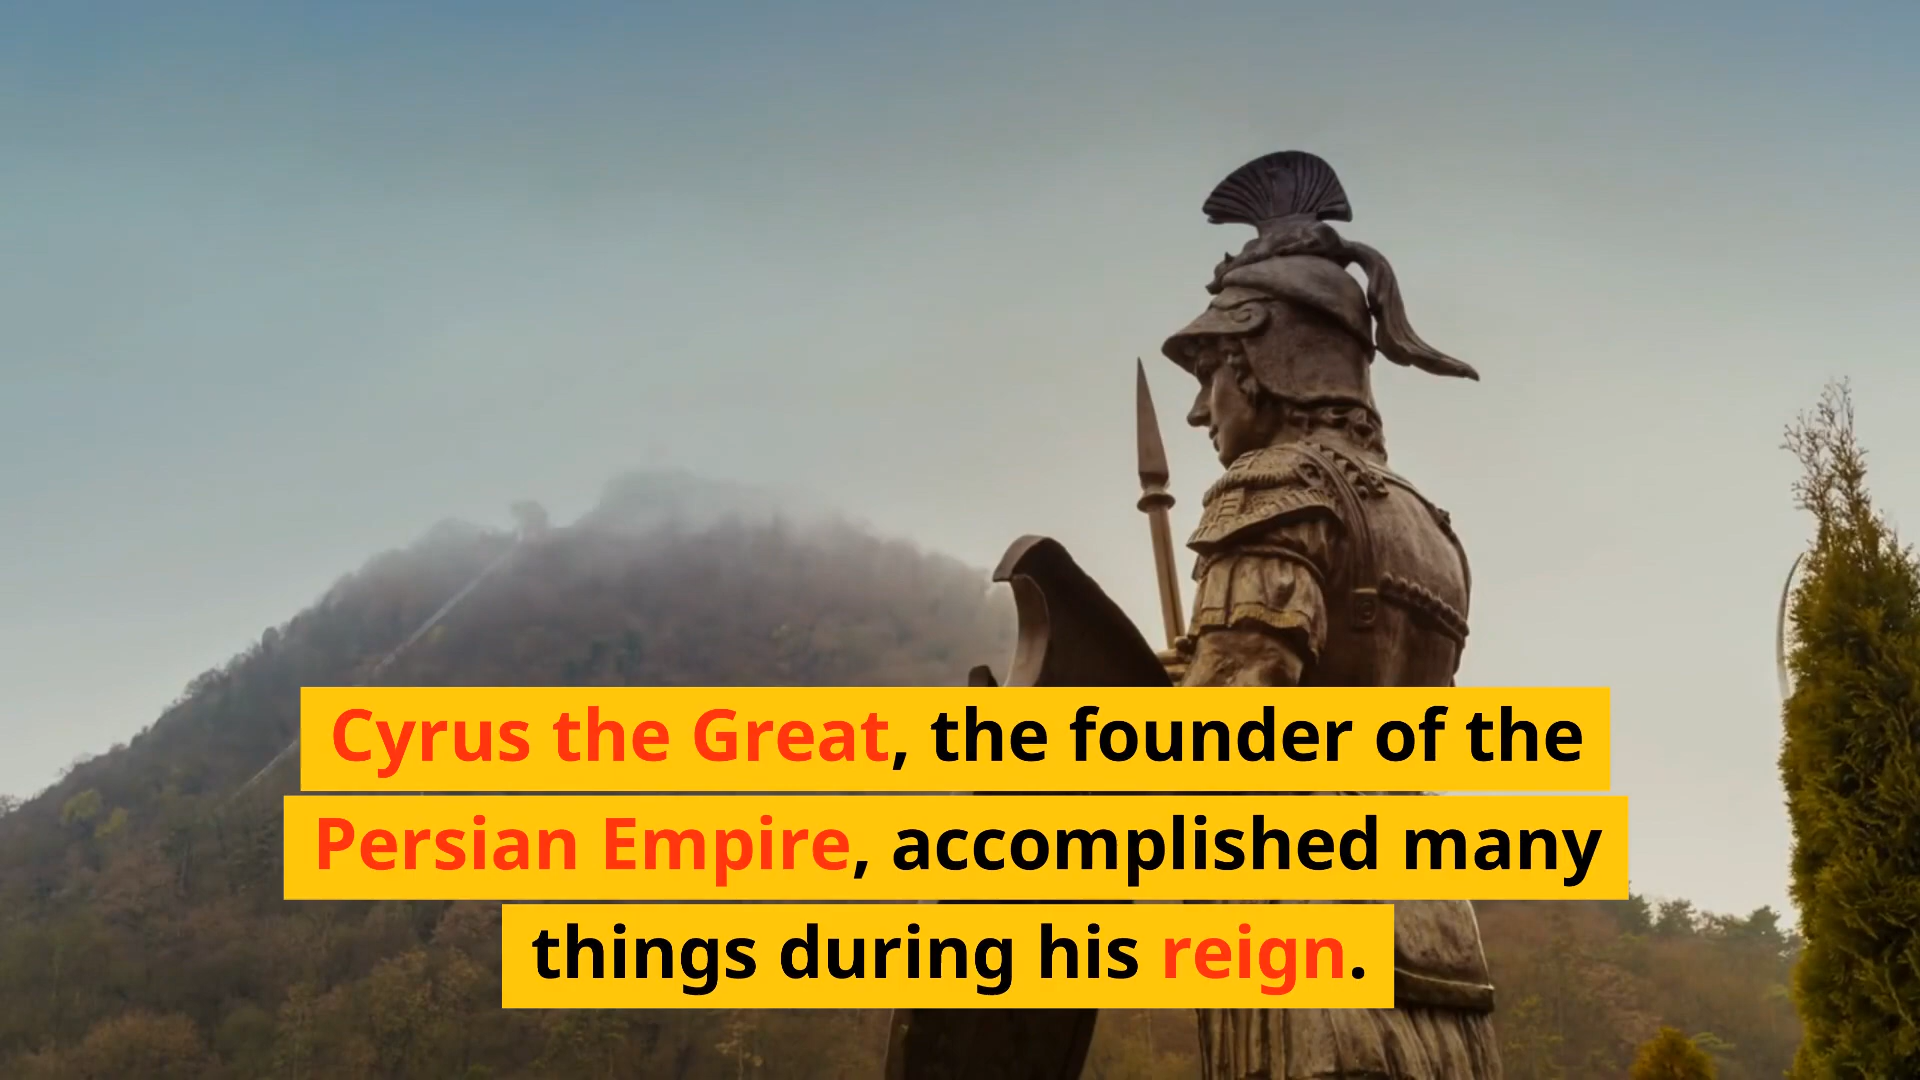 Cyrus the Great, the founder of the
Persian Empire, accomplished many
things during his reign.